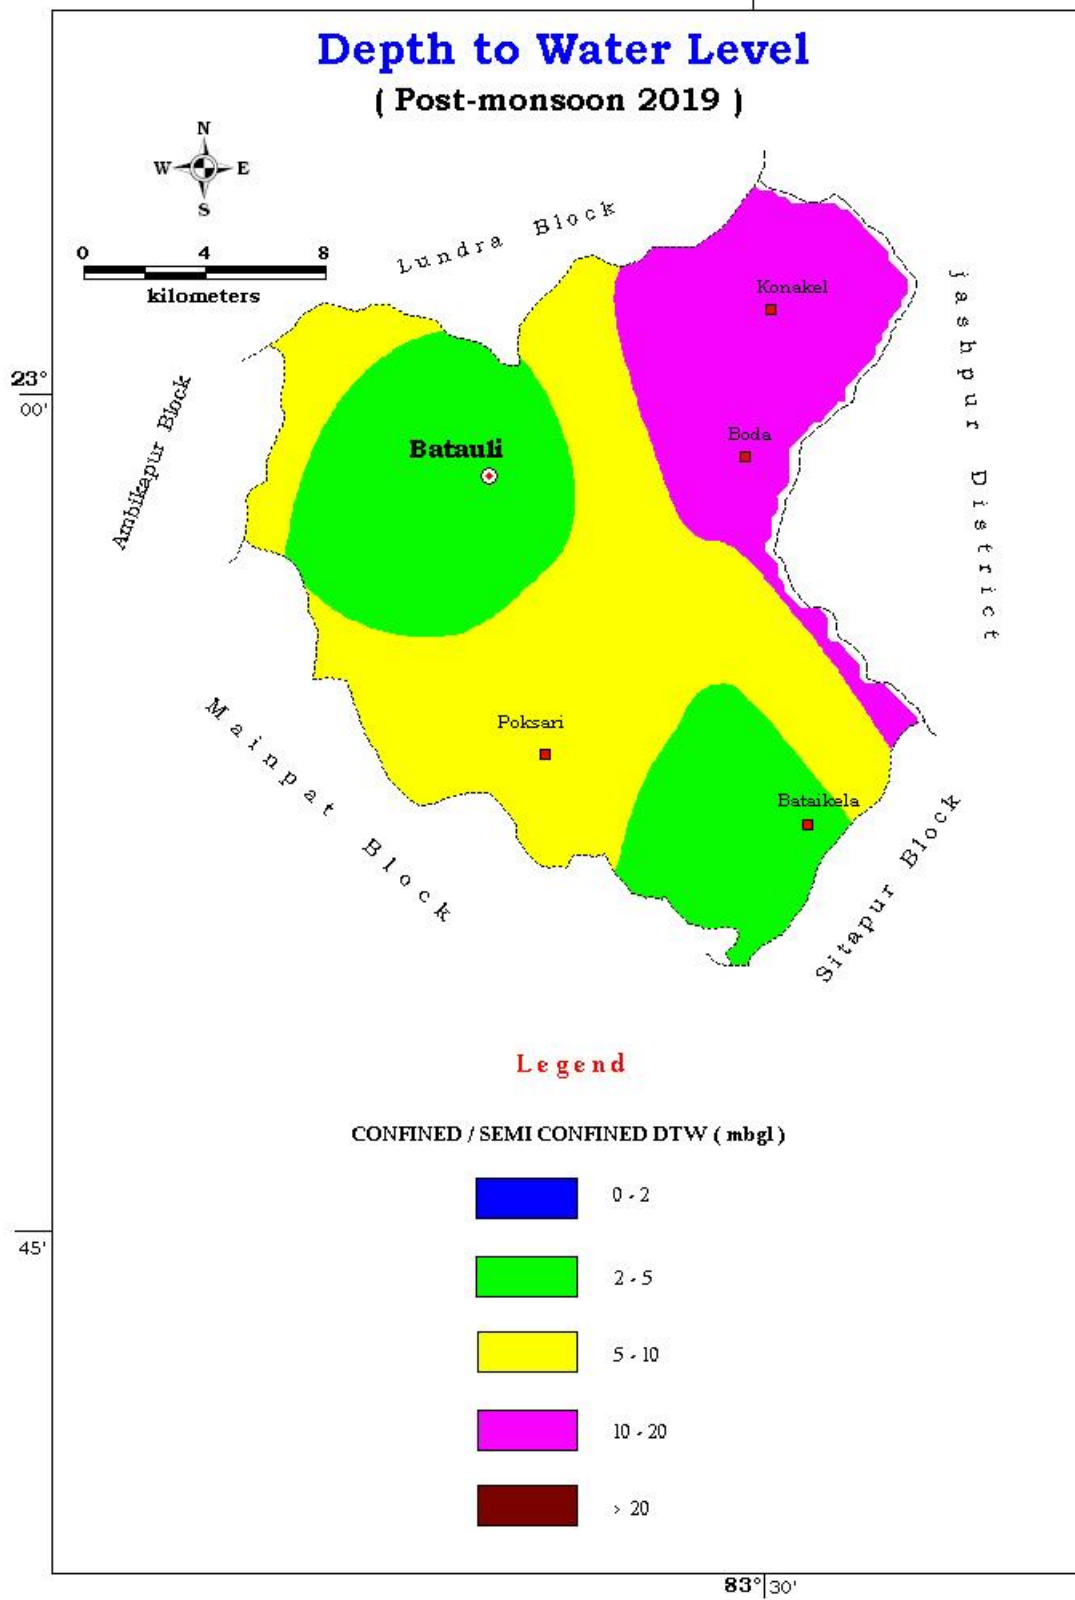 Depth to Water Level
( Post-monsoon 2019 )
N
W E
S
0 4 8
kilometers
Lundra Block
Konakel
jashpur District
23°
00'
Ambikapur Block
Boda
Batauli
Mainpat Block
Poksari
Bataikela
Sitapur Block
Legend
CONFINED / SEMI CONFINED DTW ( mbgl )
0 - 2
2 - 5
5 - 10
10 - 20
> 20
45'
83° 30'